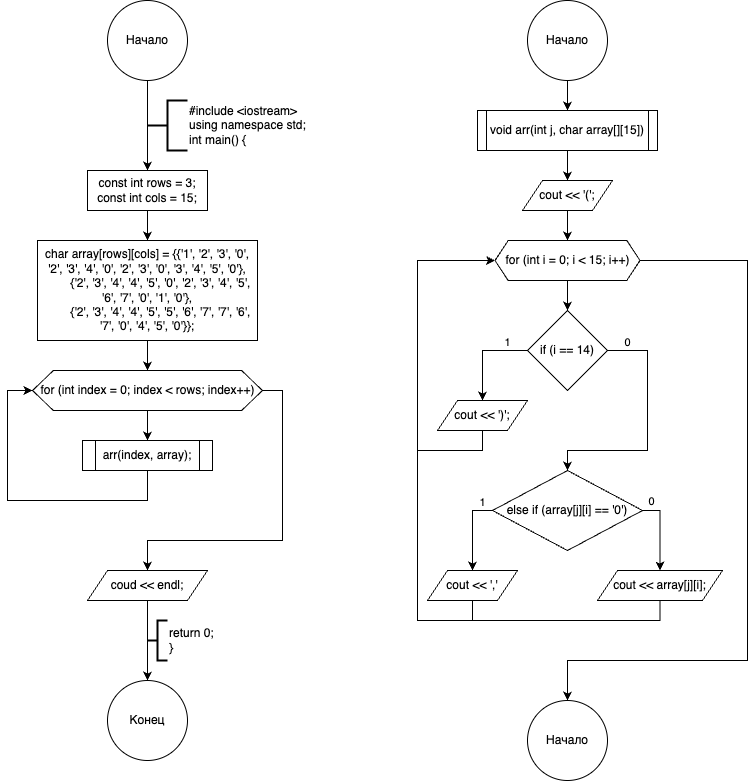 Начало
#include <iostream>
using namespace std;
int main() {
const int rows = 3;
const int cols = 15;
char array[rows][cols] = {{'1', '2', '3', '0',
'2', '3', '4', '0', '2', '3', '0', '3', '4', '5', '0'},
{'2', '3', '4', '4', '5', '0', '2', '3', '4', '5',
'6', '7', '0', '1', '0'},
{'2', '3', '4', '4', '5', '5', '6', '7', '7', '6',
'7', '0', '4', '5', '0'}};
for (int index = 0; index < rows; index++)
arr(index, array);
coud << endl;
return 0;
}
Конец
Начало
void arr(int j, char array[][15])
cout << '(';
for (int i = 0; i < 15; i++)
if (i == 14)
1
0
cout << ')';
else if (array[j][i] == '0')
1
0
cout << ','
cout << array[j][i];
Начало